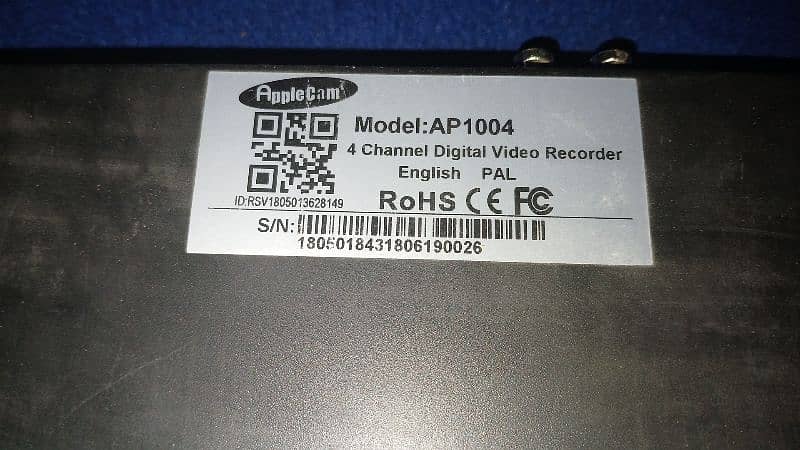 AppleCam
Model:AP1004
4 Channel Digital Video Recorder
English PAL
ID:RSV1805013628149
RoHS CE FC
S/N:
1805018431806190026